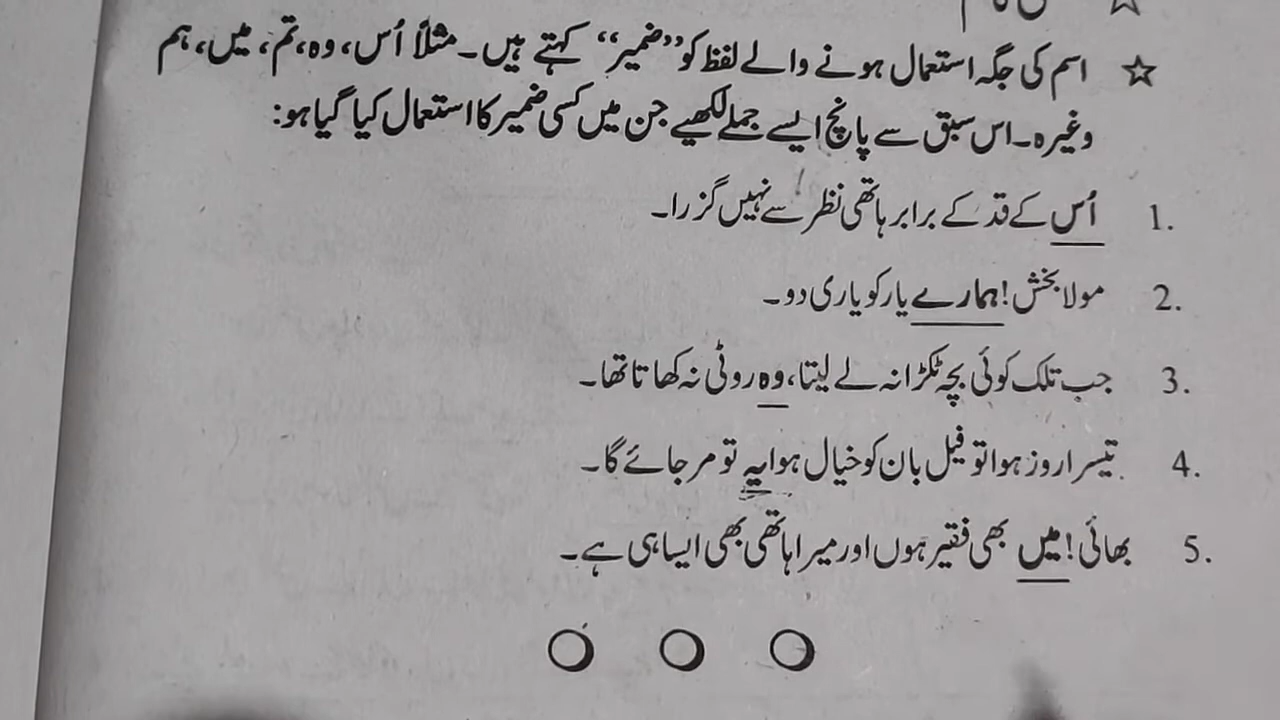 ☆ اسم کی جگہ استعمال ہونے والے لفظ کو ”ضمیر“ کہتے ہیں۔ مثلاً اُس، وہ، تم، میں، ہم
وغیرہ۔ اس سبق سے پانچ ایسے جملے لکھیے جن میں کسی ضمیر کا استعمال کیا گیا ہو:
1. اُس کے قد کے برابر ہاتھی نظر سے نہیں گزرا۔
2. مولا بخش! ہمارے یار کو یاری دو۔
3. جب تلک کوئی بچہ ٹکڑا نہ لے لیتا، وہ روٹی نہ کھاتا تھا۔
4. تیسرا روز ہوا تو فیل بان کو خیال ہوا یہ تو مر جائے گا۔
5. بھائی! میں بھی فقیر ہوں اور میرا ہاتھی بھی ایسا ہی ہے۔